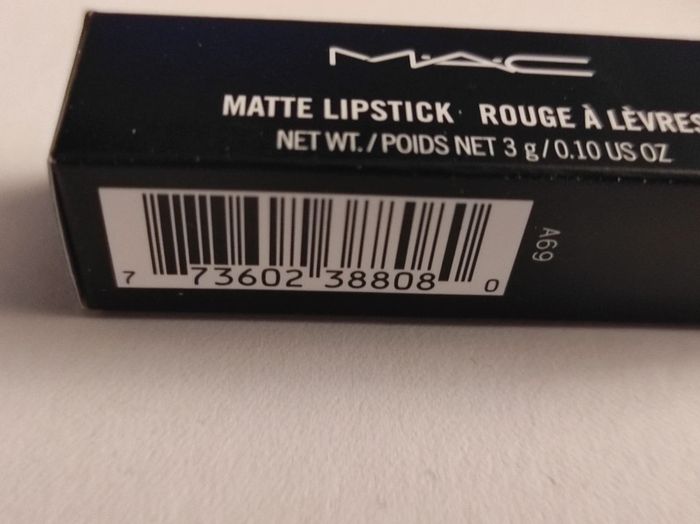 M·A·C
MATTE LIPSTICK · ROUGE À LÈVRES
NET WT. / POIDS NET 3 g / 0.10 US OZ
A69
7 73602 38808 0